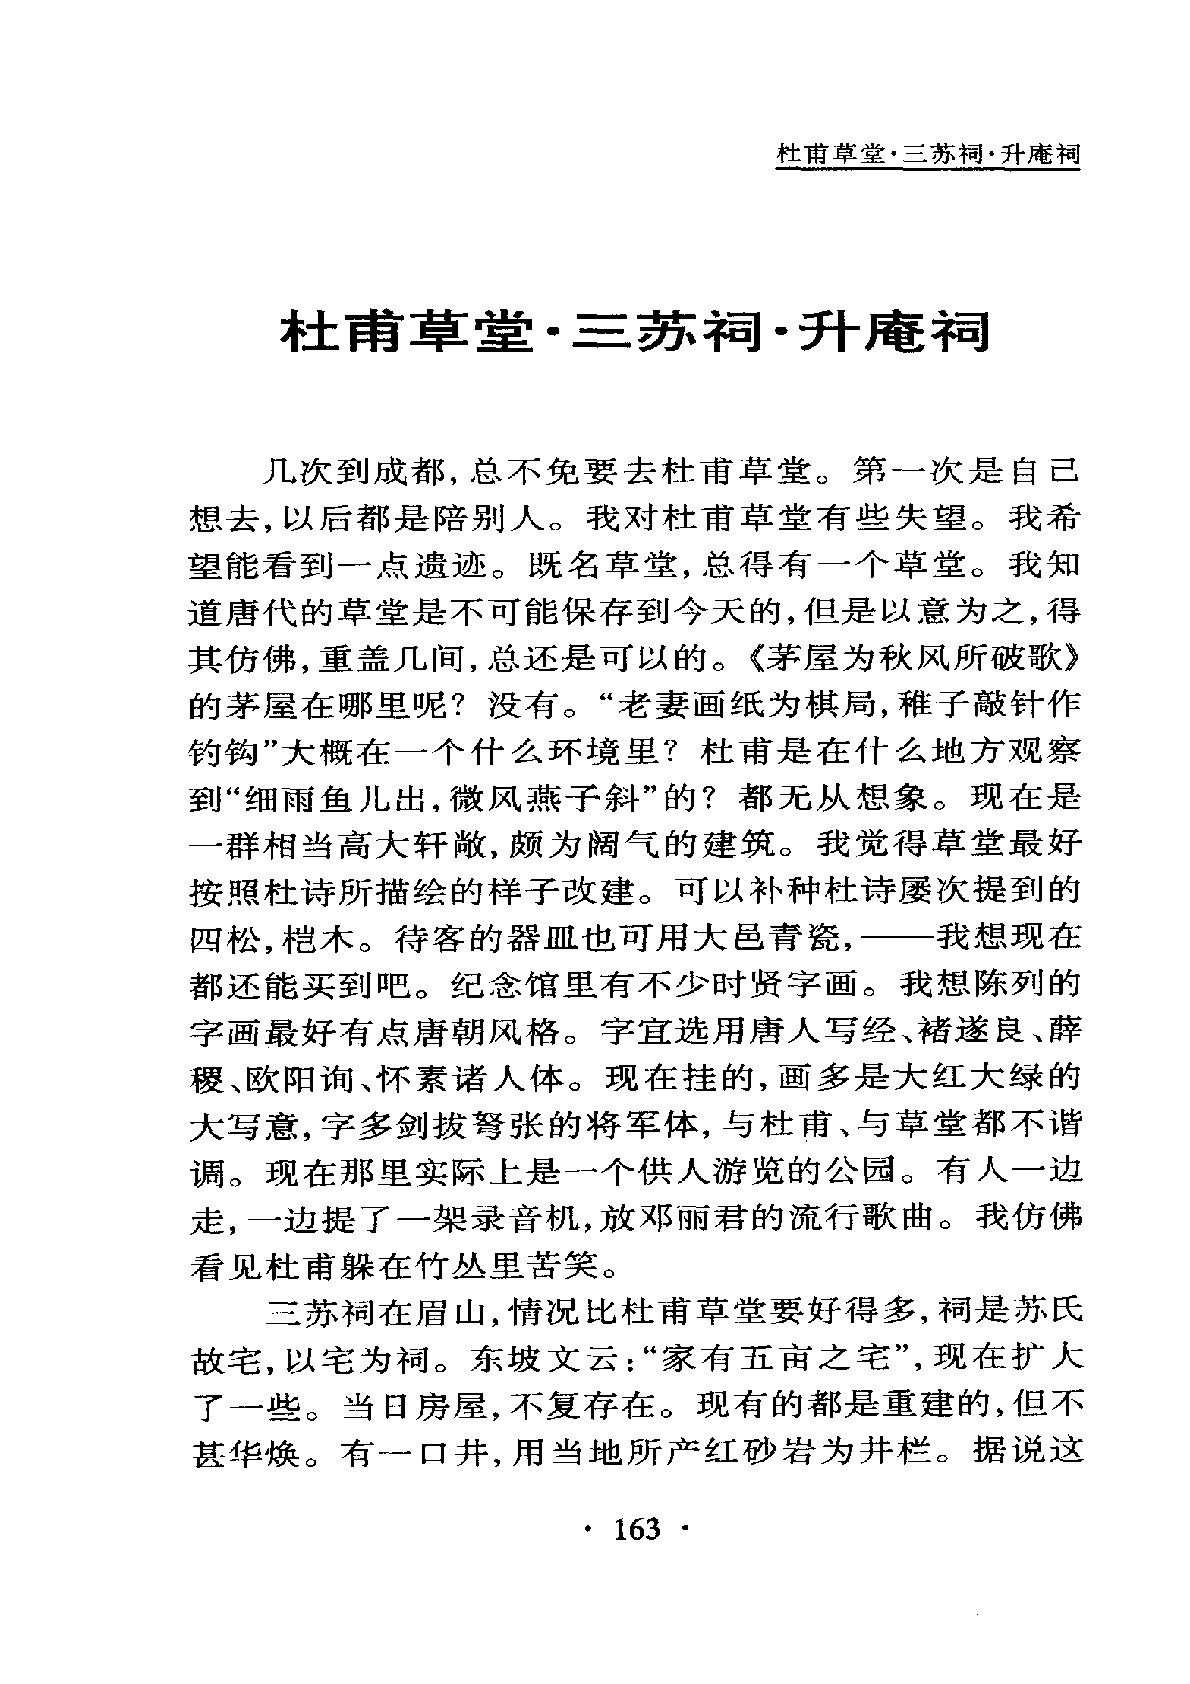 杜甫草堂·三苏祠·升庵祠
杜甫草堂·三苏祠·升庵祠
几次到成都,总不免要去杜甫草堂。第一次是自己
想去,以后都是陪别人。我对杜甫草堂有些失望。我希
望能看到一点遗迹。既名草堂,总得有一个草堂。我知
道唐代的草堂是不可能保存到今天的,但是以意为之,得
其仿佛,重盖几间,总还是可以的。《茅屋为秋风所破歌》
的茅屋在哪里呢?没有。“老妻画纸为棋局,稚子敲针作
钓钩”大概在一个什么环境里?杜甫是在什么地方观察
到“细雨鱼儿出,微风燕子斜”的?都无从想象。现在是
一群相当高大轩敞,颇为阔气的建筑。我觉得草堂最好
按照杜诗所描绘的样子改建。可以补种杜诗屡次提到的
四松,桤木。待客的器皿也可用大邑青瓷,——我想现在
都还能买到吧。纪念馆里有不少时贤字画。我想陈列的
字画最好有点唐朝风格。字宜选用唐人写经、褚遂良、薛
稷、欧阳询、怀素诸人体。现在挂的,画多是大红大绿的
大写意,字多剑拔弩张的将军体,与杜甫、与草堂都不谐
调。现在那里实际上是一个供人游览的公园。有人一边
走,一边提了一架录音机,放邓丽君的流行歌曲。我仿佛
看见杜甫躲在竹丛里苦笑。
三苏祠在眉山,情况比杜甫草堂要好得多,祠是苏氏
故宅,以宅为祠。东坡文云:“家有五亩之宅”,现在扩大
了一些。当日房屋,不复存在。现有的都是重建的,但不
甚华焕。有一口井,用当地所产红砂岩为井栏。据说这
· 163 ·